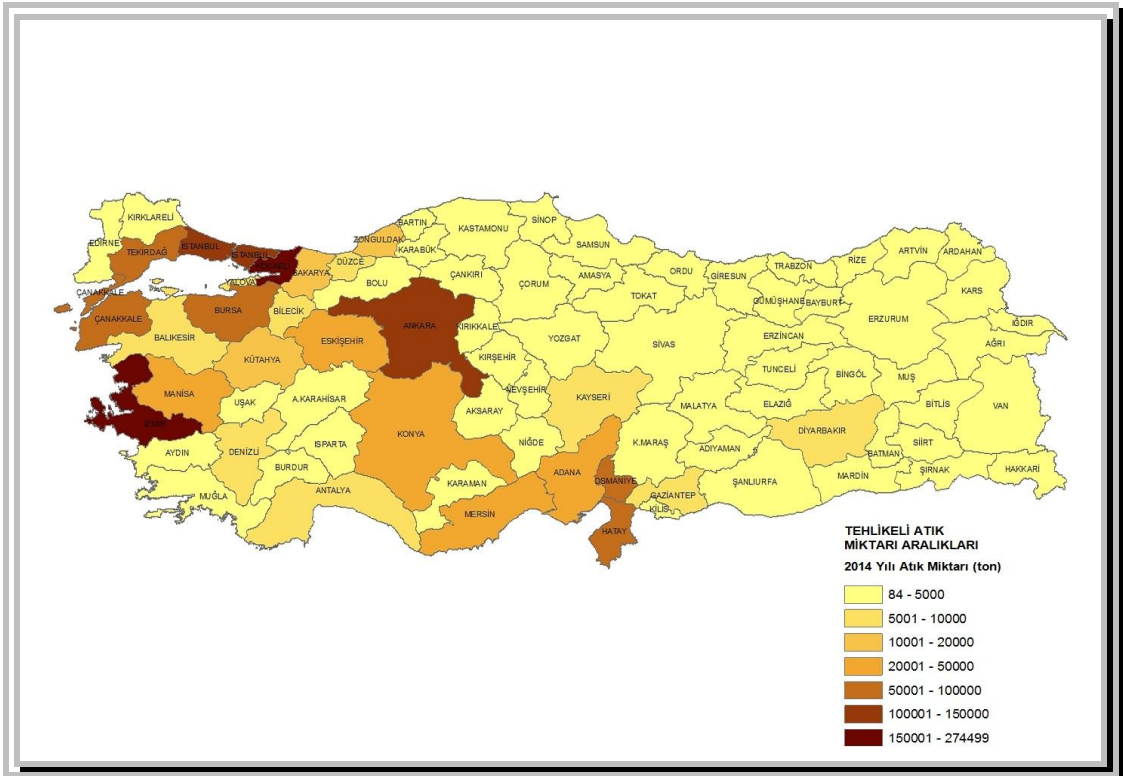 KIRKLARELİ
EDİRNE
TEKİRDAĞ
İSTANBUL
İSTANBUL
YALOVA
SAKARYA
DÜZCE
ZONGULDAK
BARTIN
KARABÜK
KASTAMONU
SİNOP
SAMSUN
ORDU
GİRESUN
TRABZON
RİZE
ARTVİN
ARDAHAN
KARS
IĞDIR
AĞRI
ÇANAKKALE
ÇANAKKALE
BALIKESİR
BURSA
BİLECİK
BOLU
ÇANKIRI
ÇORUM
AMASYA
TOKAT
GÜMÜŞHANE
BAYBURT
ERZURUM
ERZİNCAN
ESKİŞEHİR
ANKARA
KIRIKKALE
YOZGAT
SİVAS
KÜTAHYA
KIRŞEHİR
NEVŞEHİR
KAYSERİ
TUNCELİ
BİNGÖL
MUŞ
BİTLİS
VAN
MANİSA
UŞAK
A.KARAHİSAR
AKSARAY
MALATYA
ELAZIĞ
İZMİR
AYDIN
DENİZLİ
ISPARTA
BURDUR
KONYA
NİĞDE
K.MARAŞ
ADIYAMAN
DİYARBAKIR
BATMAN
SİİRT
ŞIRNAK
HAKKARİ
MUĞLA
ANTALYA
KARAMAN
MERSİN
ADANA
OSMANİYE
GAZİANTEP
KİLİS
ŞANLIURFA
MARDİN
HATAY
TEHLİKELİ ATIK
MİKTARI ARALIKLARI
2014 Yılı Atık Miktarı (ton)
84 - 5000
5001 - 10000
10001 - 20000
20001 - 50000
50001 - 100000
100001 - 150000
150001 - 274499